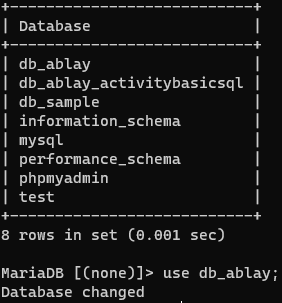 +---------------------------+
| Database                  |
+---------------------------+
| db_ablay                  |
| db_ablay_activitybasicsql |
| db_sample                 |
| information_schema        |
| mysql                     |
| performance_schema        |
| phpmyadmin                |
| test                      |
+---------------------------+
8 rows in set (0.001 sec)
MariaDB [(none)]> use db_ablay;
Database changed